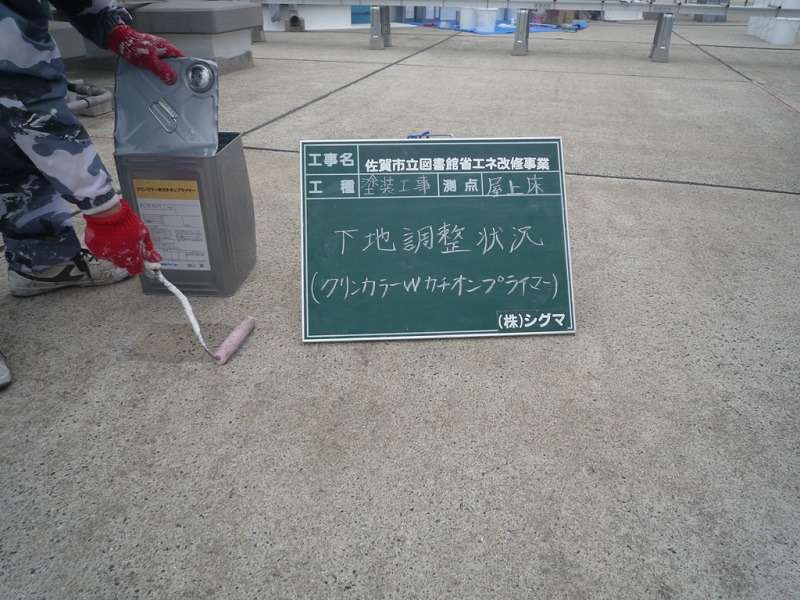 工事名 佐賀市立図書館省エネ改修事業
工種 塗装工事 測点 屋上床
下地調整状況
(クリンカラーWカチオンプライマー)
(株)シグマ